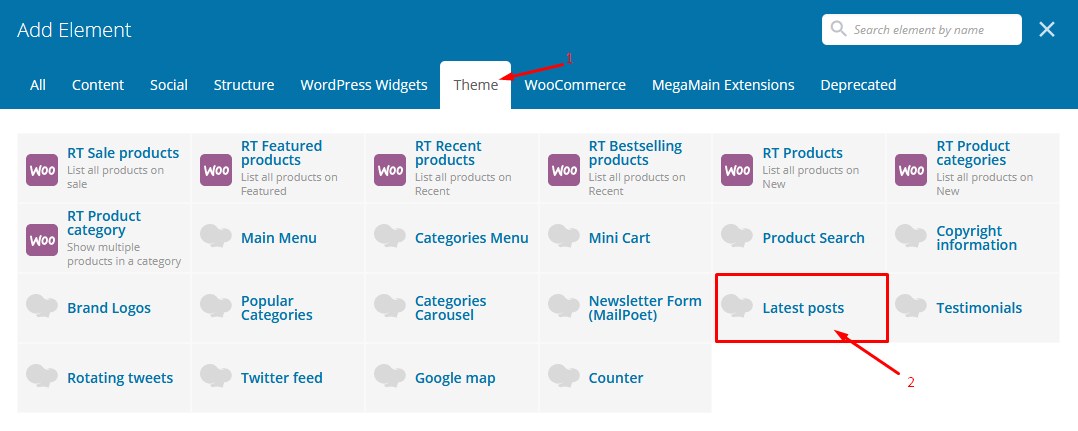 Add Element
Search element by name
1
All Content Social Structure WordPress Widgets Theme WooCommerce MegaMain Extensions Deprecated
WOO
RT Sale products
List all products on
sale
WOO
RT Featured
products
List all products on
Featured
WOO
RT Recent
products
List all products on
Recent
WOO
RT Bestselling
products
List all products on
Recent
WOO
RT Products
List all products on
New
WOO
RT Product
categories
List all products on
New
WOO
RT Product
category
Show multiple
products in a category
Main Menu
Categories Menu
Mini Cart
Product Search
Copyright
information
Brand Logos
Popular
Categories
Categories
Carousel
Newsletter Form
(MailPoet)
Latest posts
Testimonials
Rotating tweets
Twitter feed
Google map
Counter
2